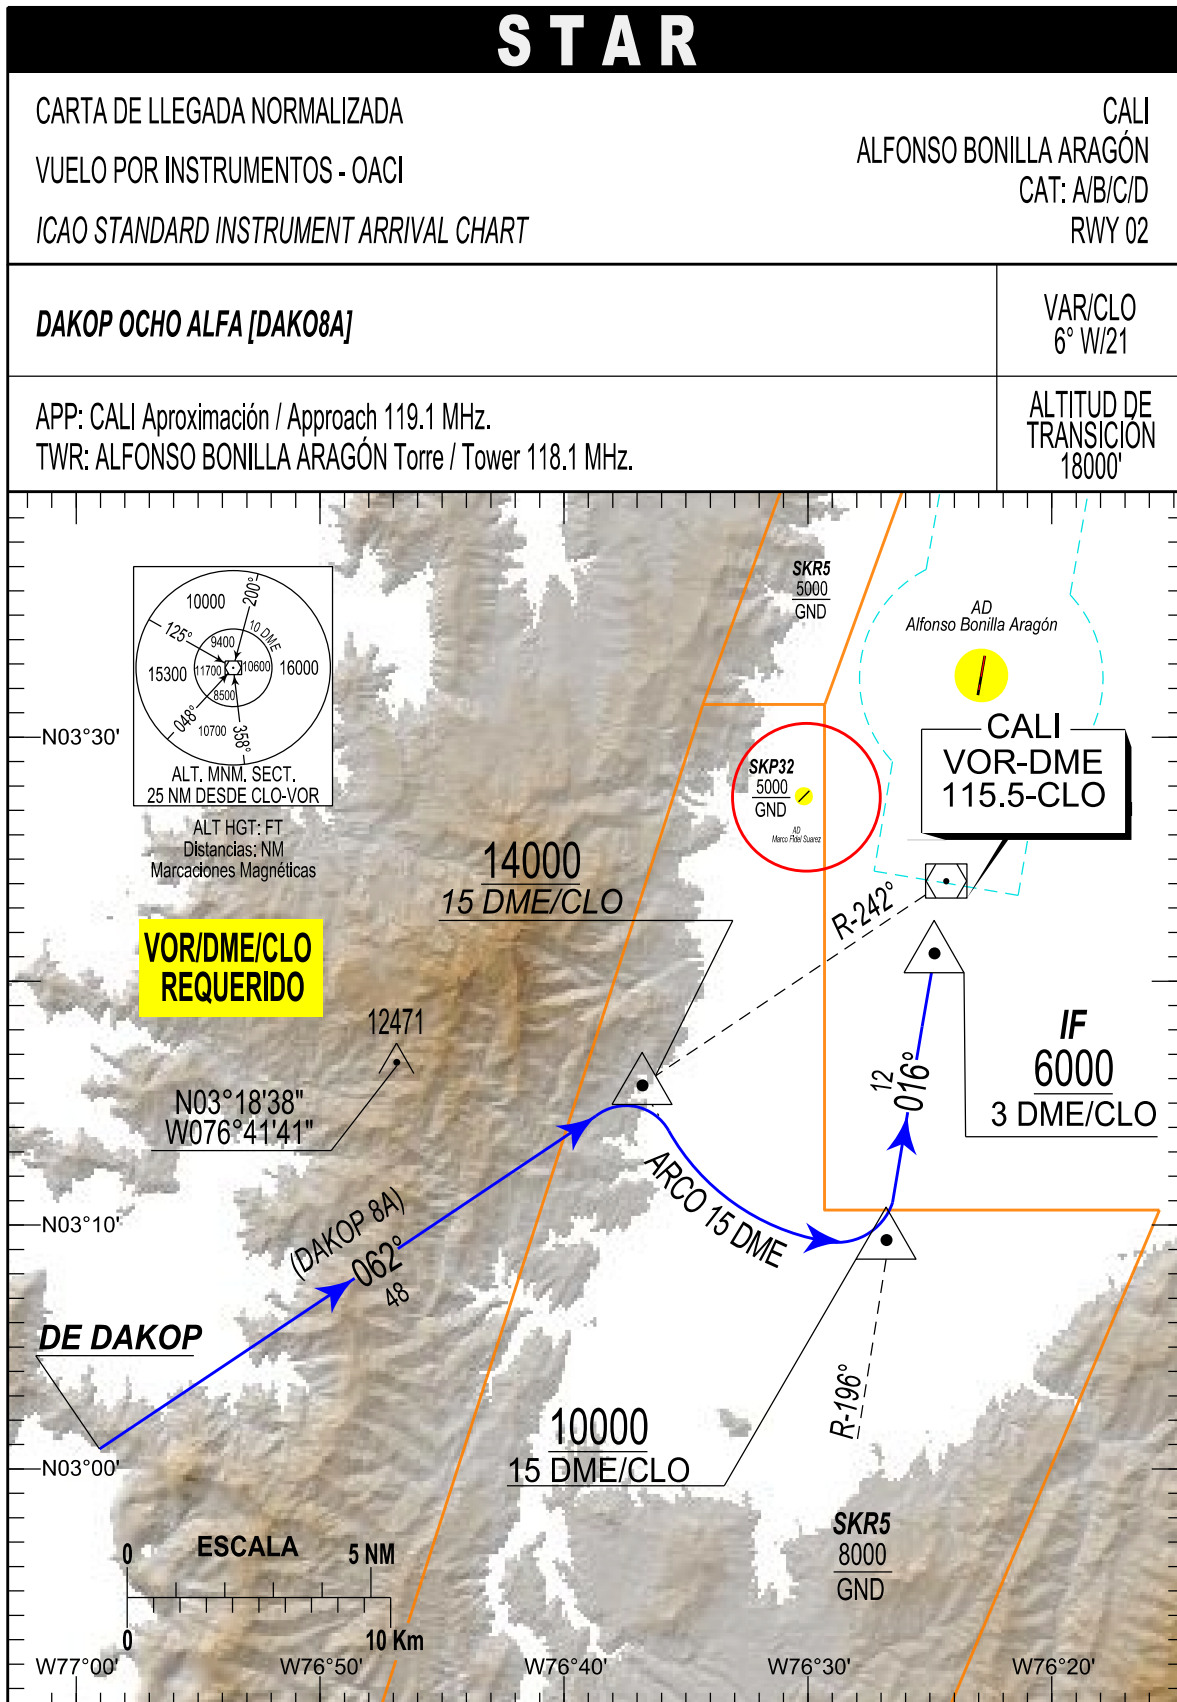 STAR
CARTA DE LLEGADA NORMALIZADA
VUELO POR INSTRUMENTOS - OACI
ICAO STANDARD INSTRUMENT ARRIVAL CHART
CALI
ALFONSO BONILLA ARAGÓN
CAT: A/B/C/D
RWY 02
DAKOP OCHO ALFA [DAKO8A]
VAR/CLO
6° W/21
APP: CALI Aproximación / Approach 119.1 MHz.
TWR: ALFONSO BONILLA ARAGÓN Torre / Tower 118.1 MHz.
ALTITUD DE
TRANSICIÓN
18000'
10000
200°
10 DME
125°
9400
15300
11700
10600
16000
8500
048°
10700
358°
ALT. MNM. SECT.
25 NM DESDE CLO-VOR
ALT HGT: FT
Distancias: NM
Marcaciones Magnéticas
VOR/DME/CLO
REQUERIDO
SKR5
5000
GND
AD
Alfonso Bonilla Aragón
N03°30'
SKP32
5000
GND
AD
Marco Fidel Suarez
CALI
VOR-DME
115.5-CLO
14000
15 DME/CLO
R-242°
12471
N03°18'38"
W076°41'41"
IF
6000
3 DME/CLO
12
016°
ARCO 15 DME
N03°10'
(DAKOP 8A)
062°
48
DE DAKOP
R-196°
10000
15 DME/CLO
N03°00'
SKR5
8000
GND
ESCALA
0
5 NM
0
10 Km
W77°00'
W76°50'
W76°40'
W76°30'
W76°20'